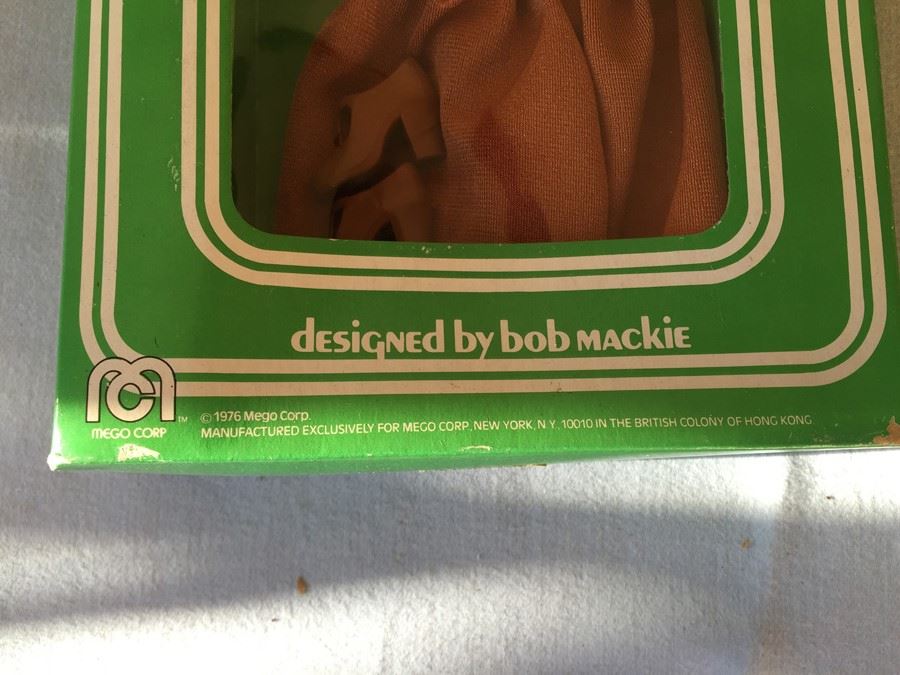 designed by bob mackie
MEGO CORP ™
© 1976 Mego Corp.
MANUFACTURED EXCLUSIVELY FOR MEGO CORP, NEW YORK, N.Y. 10010 IN THE BRITISH COLONY OF HONG KONG